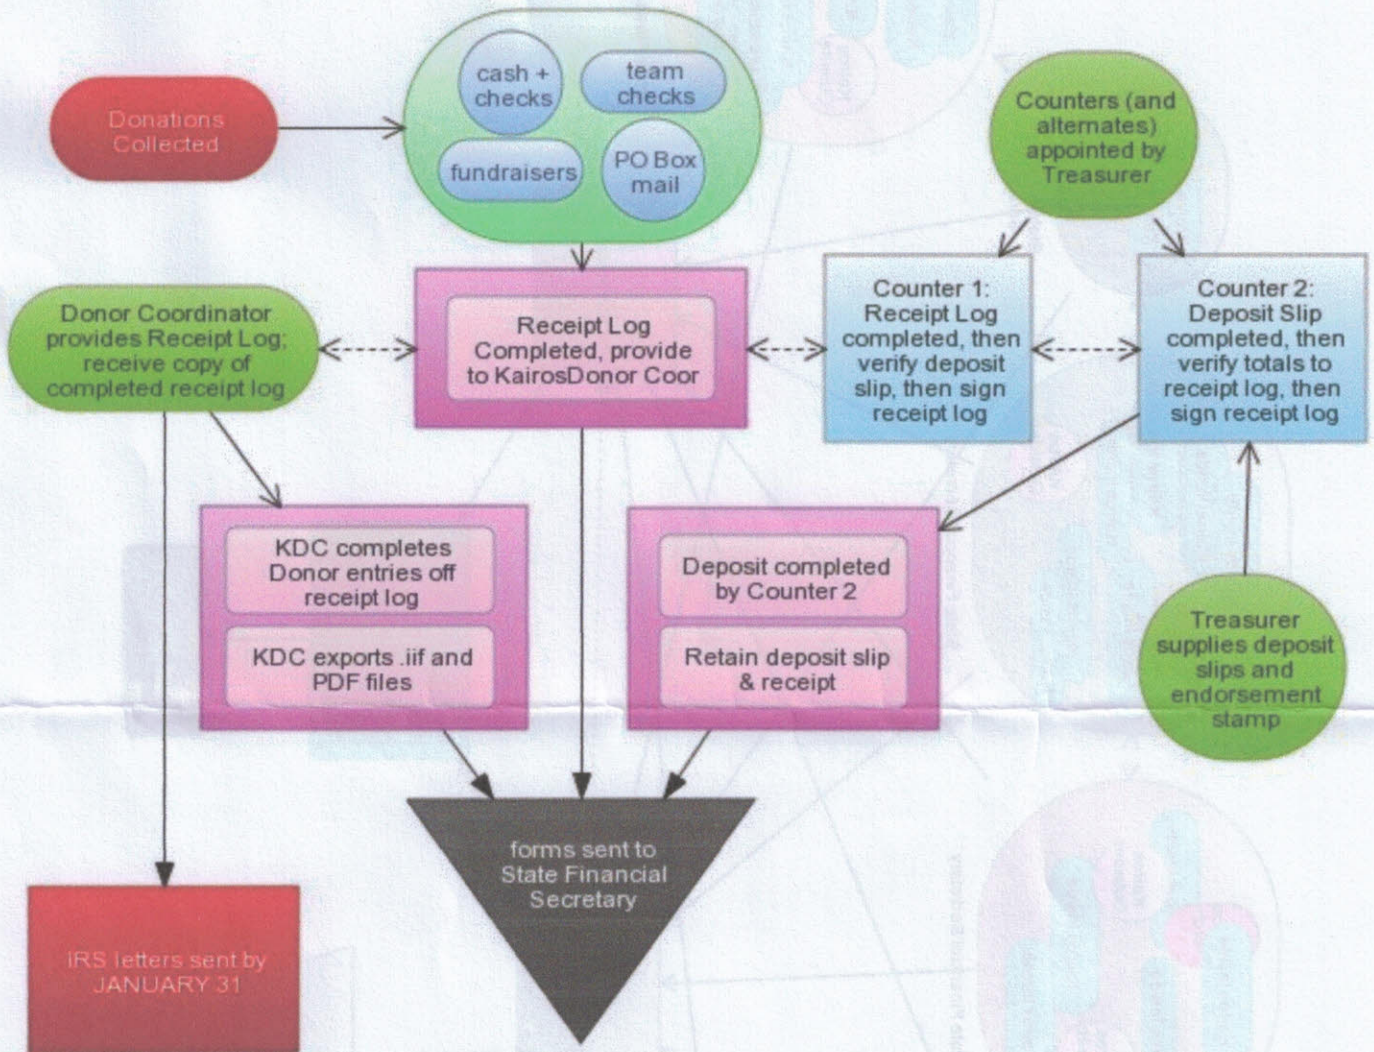 Donations
Collected
cash +
checks
team
checks
fundraisers
PO Box
mail
Counters (and
alternates)
appointed by
Treasurer
Donor Coordinator
provides Receipt Log;
receive copy of
completed receipt log
Receipt Log
Completed, provide
to KairosDonor Coor
Counter 1:
Receipt Log
completed, then
verify deposit
slip, then sign
receipt log
Counter 2:
Deposit Slip
completed, then
verify totals to
receipt log, then
sign receipt log
KDC completes
Donor entries off
receipt log
KDC exports .iif and
PDF files
Deposit completed
by Counter 2
Retain deposit slip
& receipt
Treasurer
supplies deposit
slips and
endorsement
stamp
forms sent to
State Financial
Secretary
IRS letters sent by
JANUARY 31